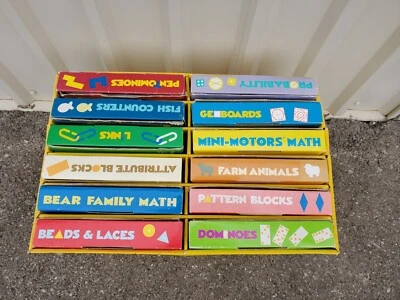 PENTOMINOES
PROBABILITY
FISH COUNTERS
GEOBOARDS
LINKS
MINI-MOTORS MATH
ATTRIBUTE BLOCKS
FARM ANIMALS
BEAR FAMILY MATH
PATTERN BLOCKS
BEADS & LACES
DOMINOES